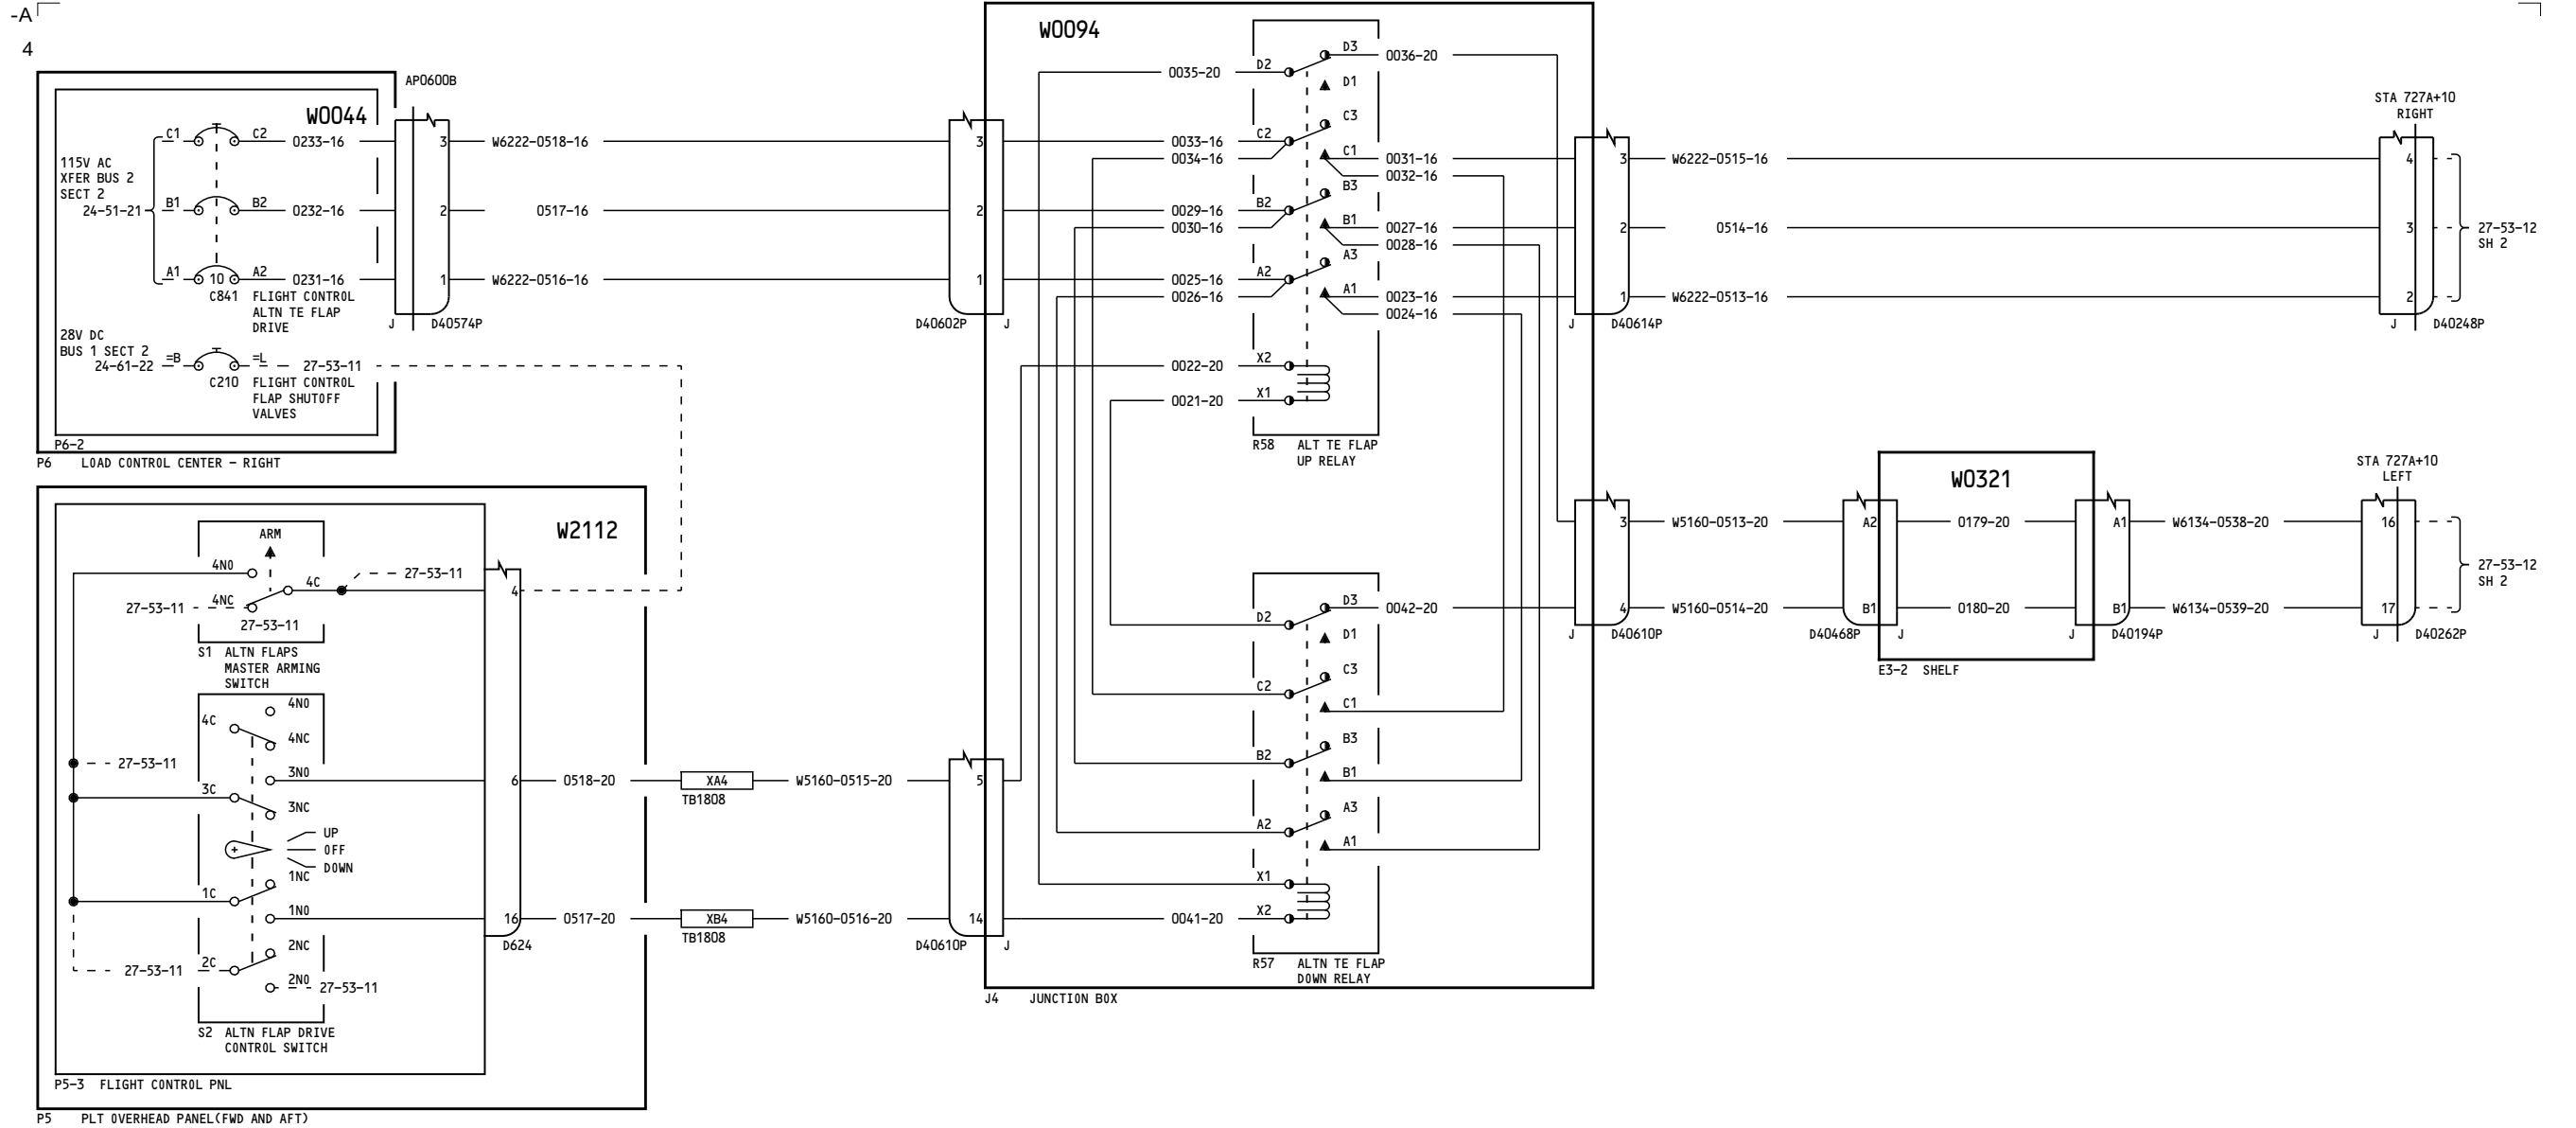 -A
4
W0044
AP0600B
115V AC
XFER BUS 2
SECT 2
24-51-21
C1
C2
0233-16
B1
B2
0232-16
A1
10
A2
0231-16
C841
FLIGHT CONTROL
ALTN TE FLAP
DRIVE
28V DC
BUS 1 SECT 2
24-61-22
=B
=L
27-53-11
C210
FLIGHT CONTROL
FLAP SHUTOFF
VALVES
P6-2
P6 LOAD CONTROL CENTER - RIGHT
3
2
1
J
D40574P
W6222-0518-16
0517-16
W6222-0516-16
3
2
1
D40602P
J
W2112
ARM
4NO
4C
27-53-11
4NC
27-53-11
27-53-11
S1 ALTN FLAPS
MASTER ARMING
SWITCH
4NO
4C
4NC
27-53-11
3NO
3C
3NC
UP
OFF
DOWN
1NC
1C
1NO
2NC
27-53-11
2C
2NO
27-53-11
S2 ALTN FLAP DRIVE
CONTROL SWITCH
4
6
16
D624
P5-3 FLIGHT CONTROL PNL
P5 PLT OVERHEAD PANEL(FWD AND AFT)
0518-20
XA4
TB1808
W5160-0515-20
0517-20
XB4
TB1808
W5160-0516-20
5
14
D40610P
J
W0094
0035-20
D2
D3
0036-20
D1
0033-16
C2
C3
0034-16
C1
0031-16
0032-16
0029-16
B2
B3
0030-16
B1
0027-16
0028-16
0025-16
A2
A3
0026-16
A1
0023-16
0024-16
0022-20
X2
0021-20
X1
R58 ALT TE FLAP
UP RELAY
D2
D3
0042-20
D1
C2
C3
C1
B2
B3
B1
A2
A3
A1
X1
0041-20
X2
R57 ALTN TE FLAP
DOWN RELAY
J4 JUNCTION BOX
3
2
1
J
D40614P
W6222-0515-16
0514-16
W6222-0513-16
STA 727A+10
RIGHT
4
3
2
J
D40248P
27-53-12
SH 2
3
4
J
D40610P
W5160-0513-20
W5160-0514-20
A2
B1
D40468P
J
W0321
0179-20
0180-20
E3-2 SHELF
A1
B1
J
D40194P
W6134-0538-20
W6134-0539-20
STA 727A+10
LEFT
16
17
J
D40262P
27-53-12
SH 2